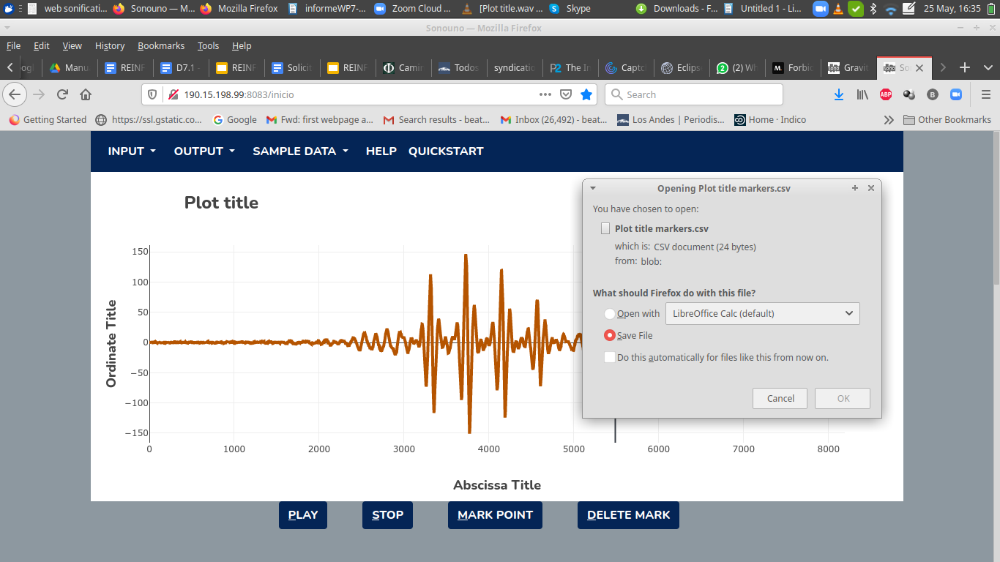 web sonificati... Sonouno — M... Mozilla Firefox informeWP7-... Zoom Cloud ... [Plot title.wav ... Skype Downloads - F... Untitled 1 - Li... 25 May, 16:35
Sonouno — Mozilla Firefox
File Edit View History Bookmarks Tools Help
Manu REINF D7.1 - REINF Solicit REINF Camin Todos syndicatio The In Captc Eclips (2) Wh Forbid Gravit So
190.15.198.99:8083/inicio Search
Getting Started https://ssl.gstatic.co... Google Fwd: first webpage a... Search results - beat... Inbox (26,492) - beat... Los Andes | Periodis... Home · Indico Other Bookmarks
INPUT OUTPUT SAMPLE DATA HELP QUICKSTART
Plot title
Ordinate Title
150
100
50
0
−50
−100
−150
0 1000 2000 3000 4000 5000 6000 7000 8000
Abscissa Title
Opening Plot title markers.csv
You have chosen to open:
Plot title markers.csv
which is: CSV document (24 bytes)
from: blob:
What should Firefox do with this file?
Open with LibreOffice Calc (default)
Save File
Do this automatically for files like this from now on.
Cancel OK
PLAY STOP MARK POINT DELETE MARK